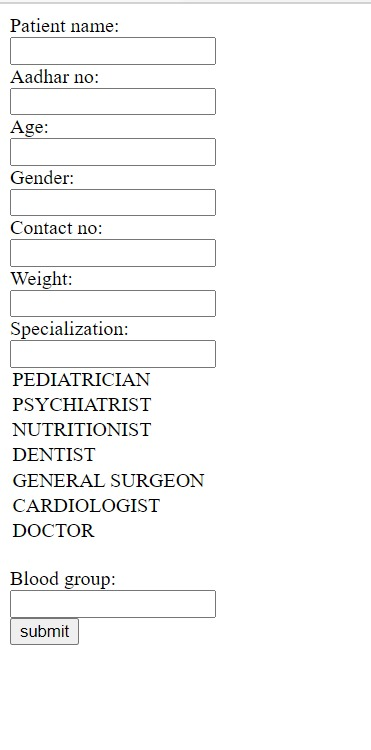 Patient name:
Aadhar no:
Age:
Gender:
Contact no:
Weight:
Specialization:
PEDIATRICIAN
PSYCHIATRIST
NUTRITIONIST
DENTIST
GENERAL SURGEON
CARDIOLOGIST
DOCTOR
Blood group:
submit